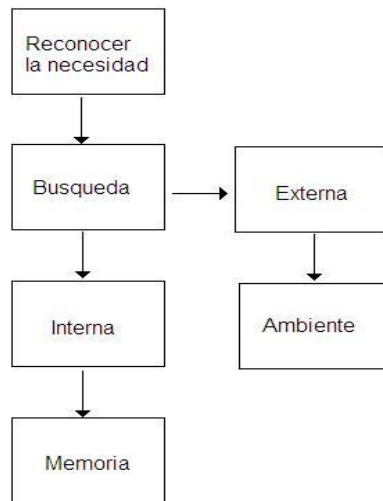 Reconocer
la necesidad
Busqueda
Externa
Interna
Ambiente
Memoria